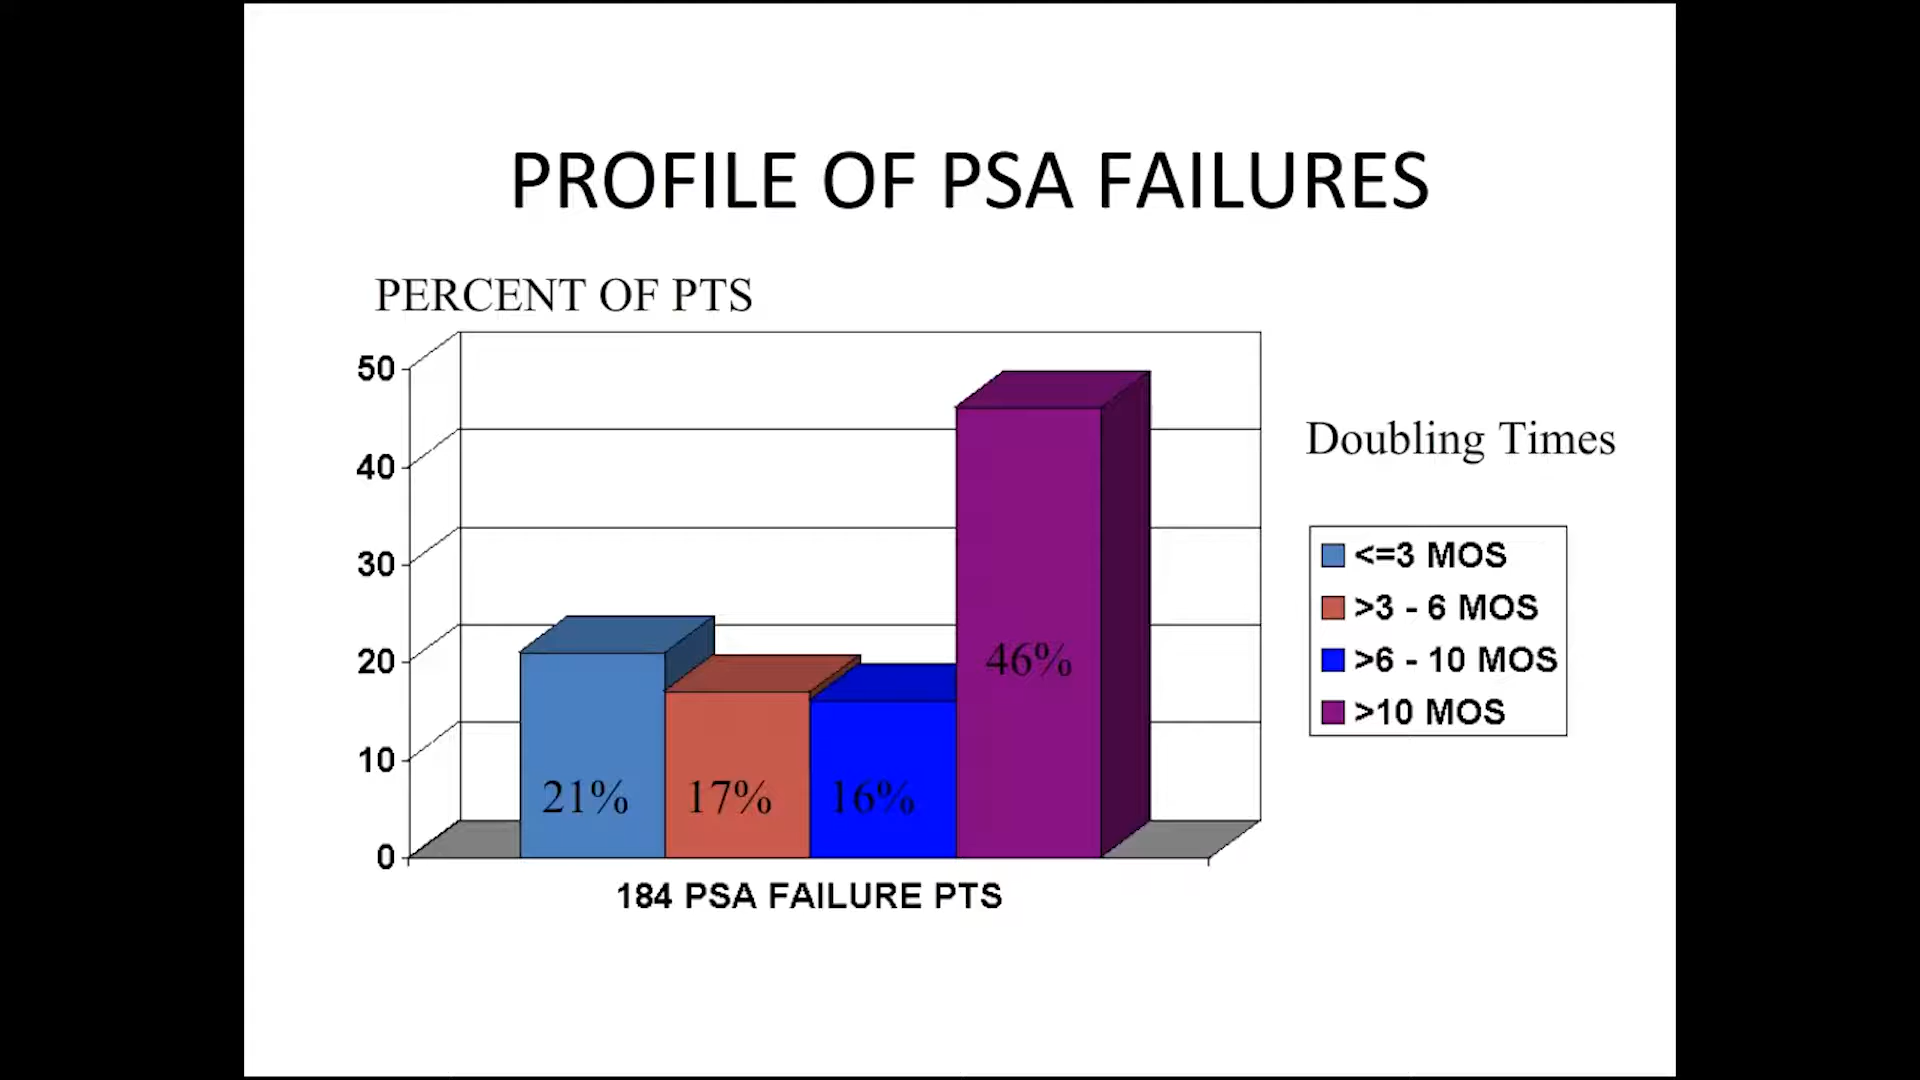 PROFILE OF PSA FAILURES
PERCENT OF PTS
50
40
30
20
10
0
21%
17%
16%
46%
184 PSA FAILURE PTS
Doubling Times
<=3 MOS
>3 - 6 MOS
>6 - 10 MOS
>10 MOS